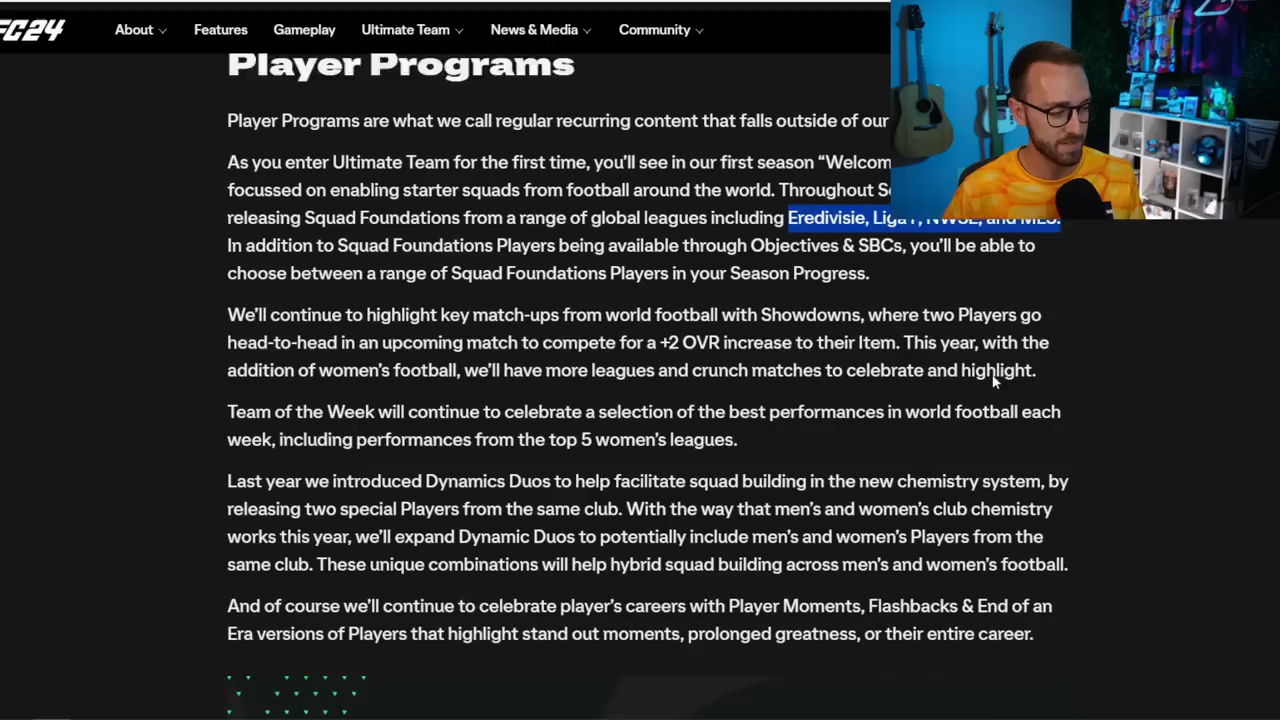 FC24
About
Features
Gameplay
Ultimate Team
News & Media
Community
Player Programs
Player Programs are what we call regular recurring content that falls outside of our
As you enter Ultimate Team for the first time, you'll see in our first season “Welcom
focussed on enabling starter squads from football around the world. Throughout Se
releasing Squad Foundations from a range of global leagues including Eredivisie, Liga 1, NWSL, and MLS.
In addition to Squad Foundations Players being available through Objectives & SBCs, you'll be able to
choose between a range of Squad Foundations Players in your Season Progress.
We'll continue to highlight key match-ups from world football with Showdowns, where two Players go
head-to-head in an upcoming match to compete for a +2 OVR increase to their Item. This year, with the
addition of women's football, we'll have more leagues and crunch matches to celebrate and highlight.
Team of the Week will continue to celebrate a selection of the best performances in world football each
week, including performances from the top 5 women's leagues.
Last year we introduced Dynamics Duos to help facilitate squad building in the new chemistry system, by
releasing two special Players from the same club. With the way that men's and women's club chemistry
works this year, we'll expand Dynamic Duos to potentially include men's and women's Players from the
same club. These unique combinations will help hybrid squad building across men's and women's football.
And of course we'll continue to celebrate player's careers with Player Moments, Flashbacks & End of an
Era versions of Players that highlight stand out moments, prolonged greatness, or their entire career.